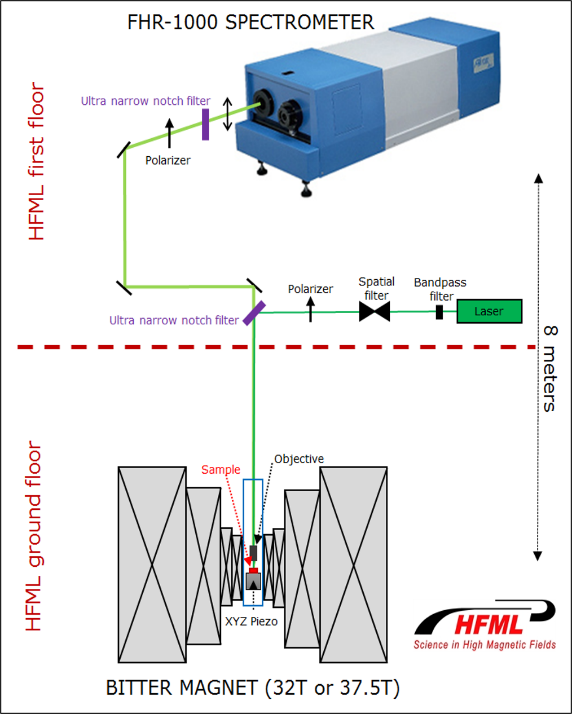 FHR-1000 SPECTROMETER
HFML first floor
Ultra narrow notch filter
Polarizer
Polarizer
Spatial
filter
Bandpass
filter
Laser
Ultra narrow notch filter
8 meters
HFML ground floor
Sample
Objective
XYZ Piezo
HFML
Science in High Magnetic Fields
BITTER MAGNET (32T or 37.5T)